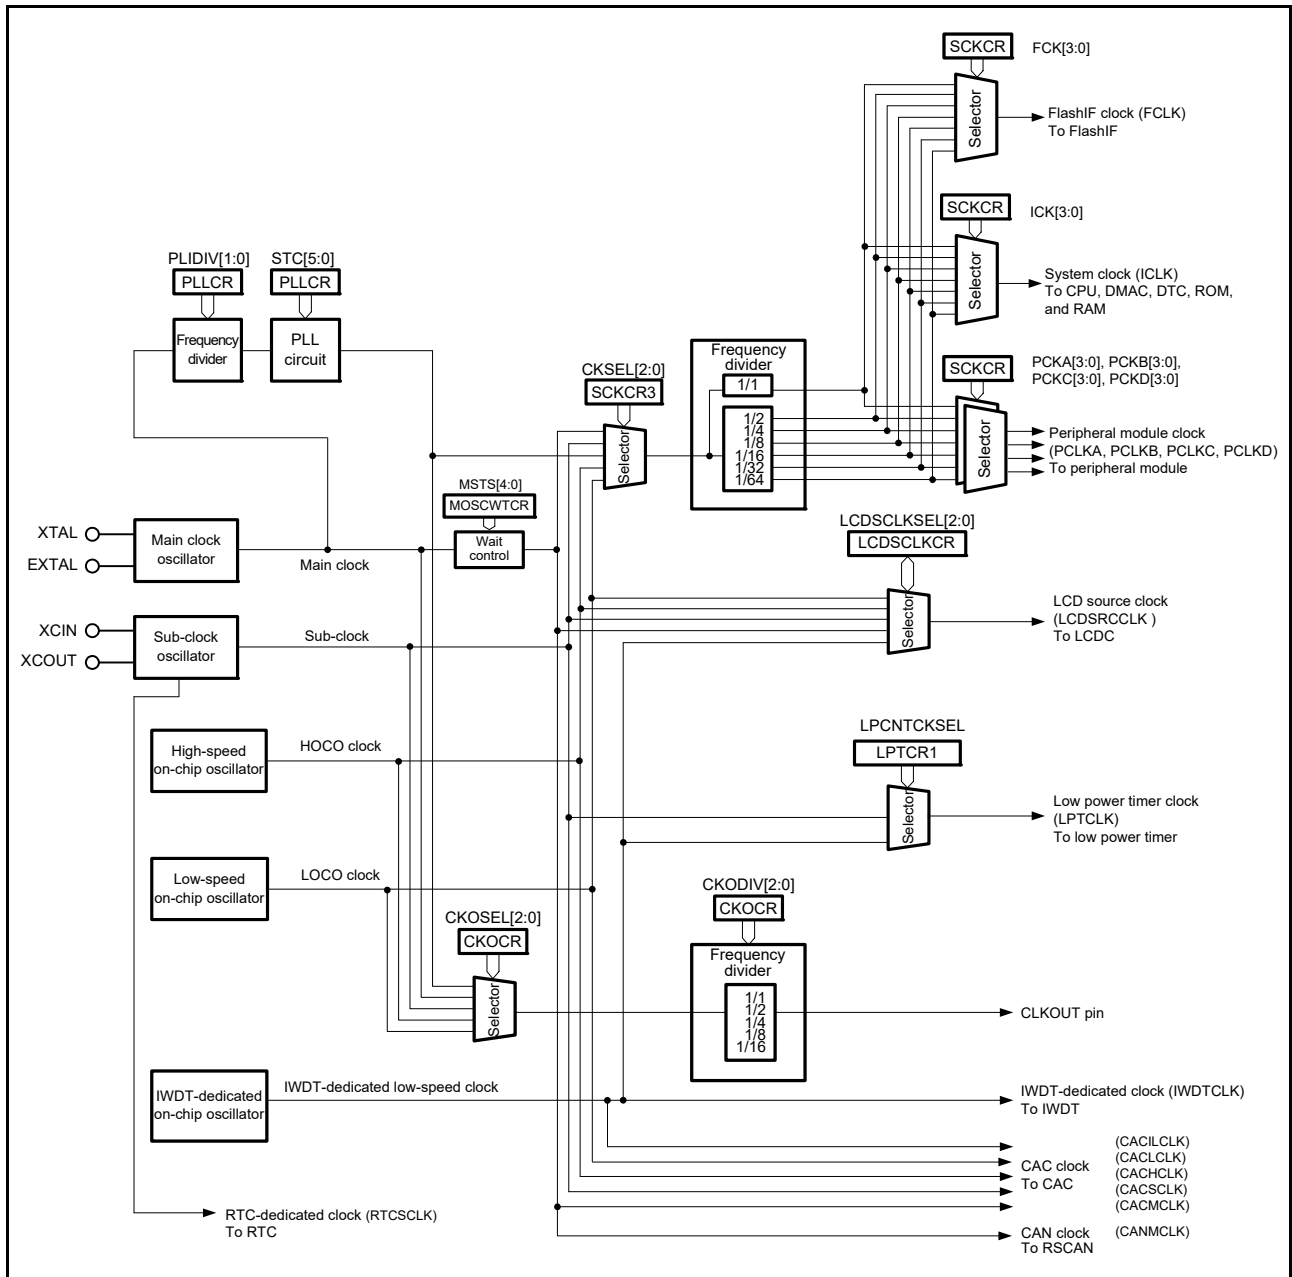 SCKCR
FCK[3:0]
FlashIF clock (FCLK)
To FlashIF
Selector
SCKCR
ICK[3:0]
System clock (ICLK)
To CPU, DMAC, DTC, ROM,
and RAM
Selector
PLIDIV[1:0]
STC[5:0]
PLLCR
PLLCR
Frequency
divider
PLL
circuit
CKSEL[2:0]
SCKCR3
Selector
Frequency
divider
1/1
1/2
1/4
1/8
1/16
1/32
1/64
SCKCR
PCKA[3:0], PCKB[3:0],
PCKC[3:0], PCKD[3:0]
Selector
Peripheral module clock
(PCLKA, PCLKB, PCLKC, PCLKD)
To peripheral module
MSTS[4:0]
MOSCWTCR
Wait
control
XTAL
EXTAL
Main clock
oscillator
Main clock
LCDSCLKSEL[2:0]
LCDSCLKCR
Selector
LCD source clock
(LCDSRCCLK )
To LCDC
XCIN
XCOUT
Sub-clock
oscillator
Sub-clock
High-speed
on-chip oscillator
HOCO clock
LPCNTCKSEL
LPTCR1
Selector
Low power timer clock
(LPTCLK)
To low power timer
Low-speed
on-chip oscillator
LOCO clock
CKOSEL[2:0]
CKOCR
Selector
CKODIV[2:0]
CKOCR
Frequency
divider
1/1
1/2
1/4
1/8
1/16
CLKOUT pin
IWDT-dedicated
on-chip oscillator
IWDT-dedicated low-speed clock
IWDT-dedicated clock (IWDTCLK)
To IWDT
CAC clock
To CAC
(CACILCLK)
(CACLCLK)
(CACHCLK)
(CACSCLK)
(CACMCLK)
RTC-dedicated clock (RTCSCLK)
To RTC
CAN clock
To RSCAN
(CANMCLK)